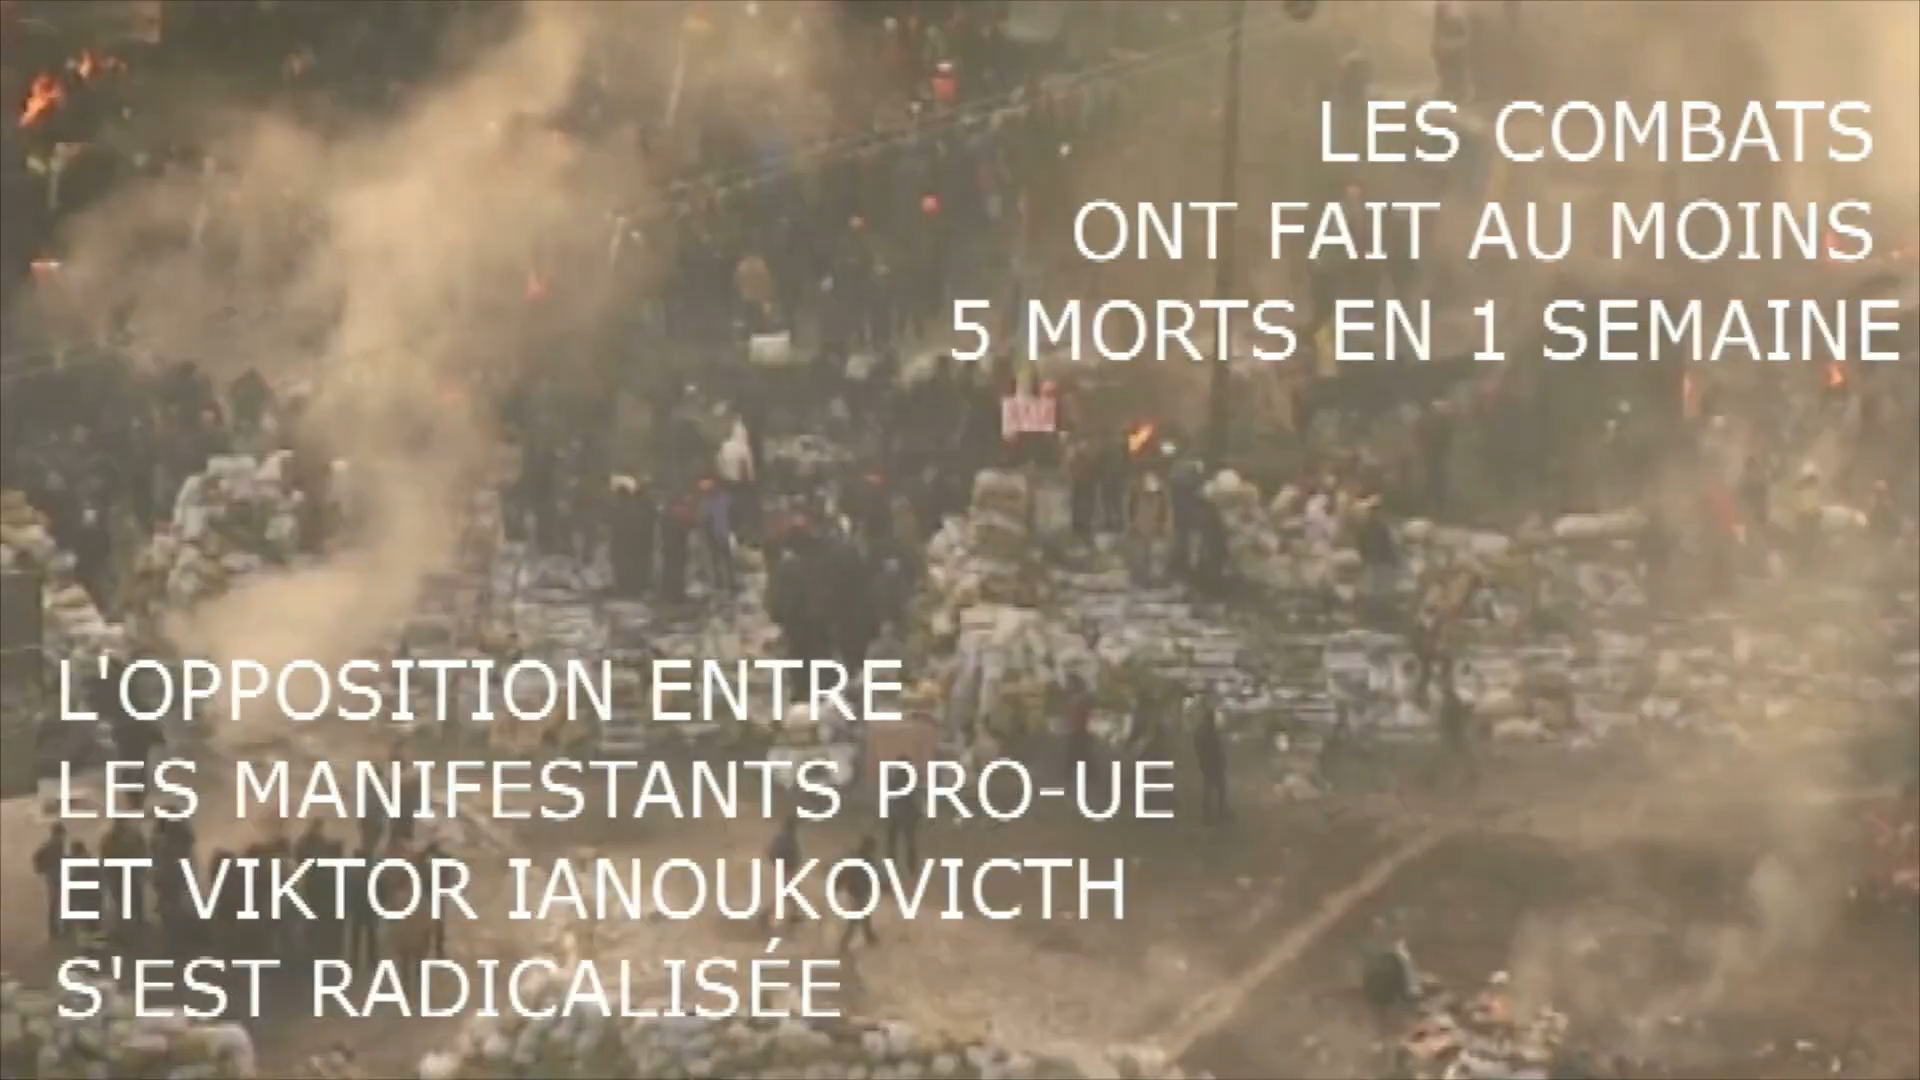 LES COMBATS
ONT FAIT AU MOINS
5 MORTS EN 1 SEMAINE
L'OPPOSITION ENTRE
LES MANIFESTANTS PRO-UE
ET VIKTOR IANOUKOVICTH
S'EST RADICALISÉE